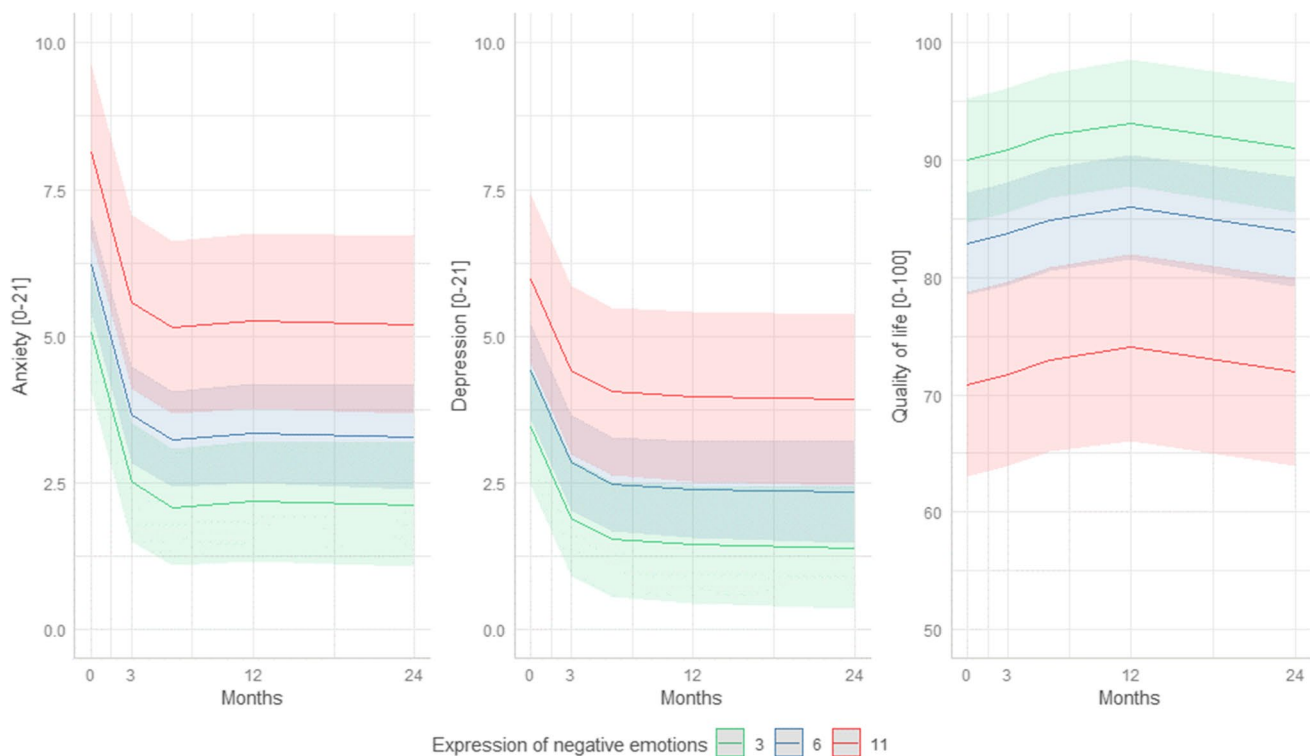 Anxiety [0-21]
10.0
7.5
5.0
2.5
0.0
0 3 12 24
Months
Depression [0-21]
10.0
7.5
5.0
2.5
0.0
0 3 12 24
Months
Quality of life [0-100]
100
90
80
70
60
50
0 3 12 24
Months
Expression of negative emotions 3 6 11